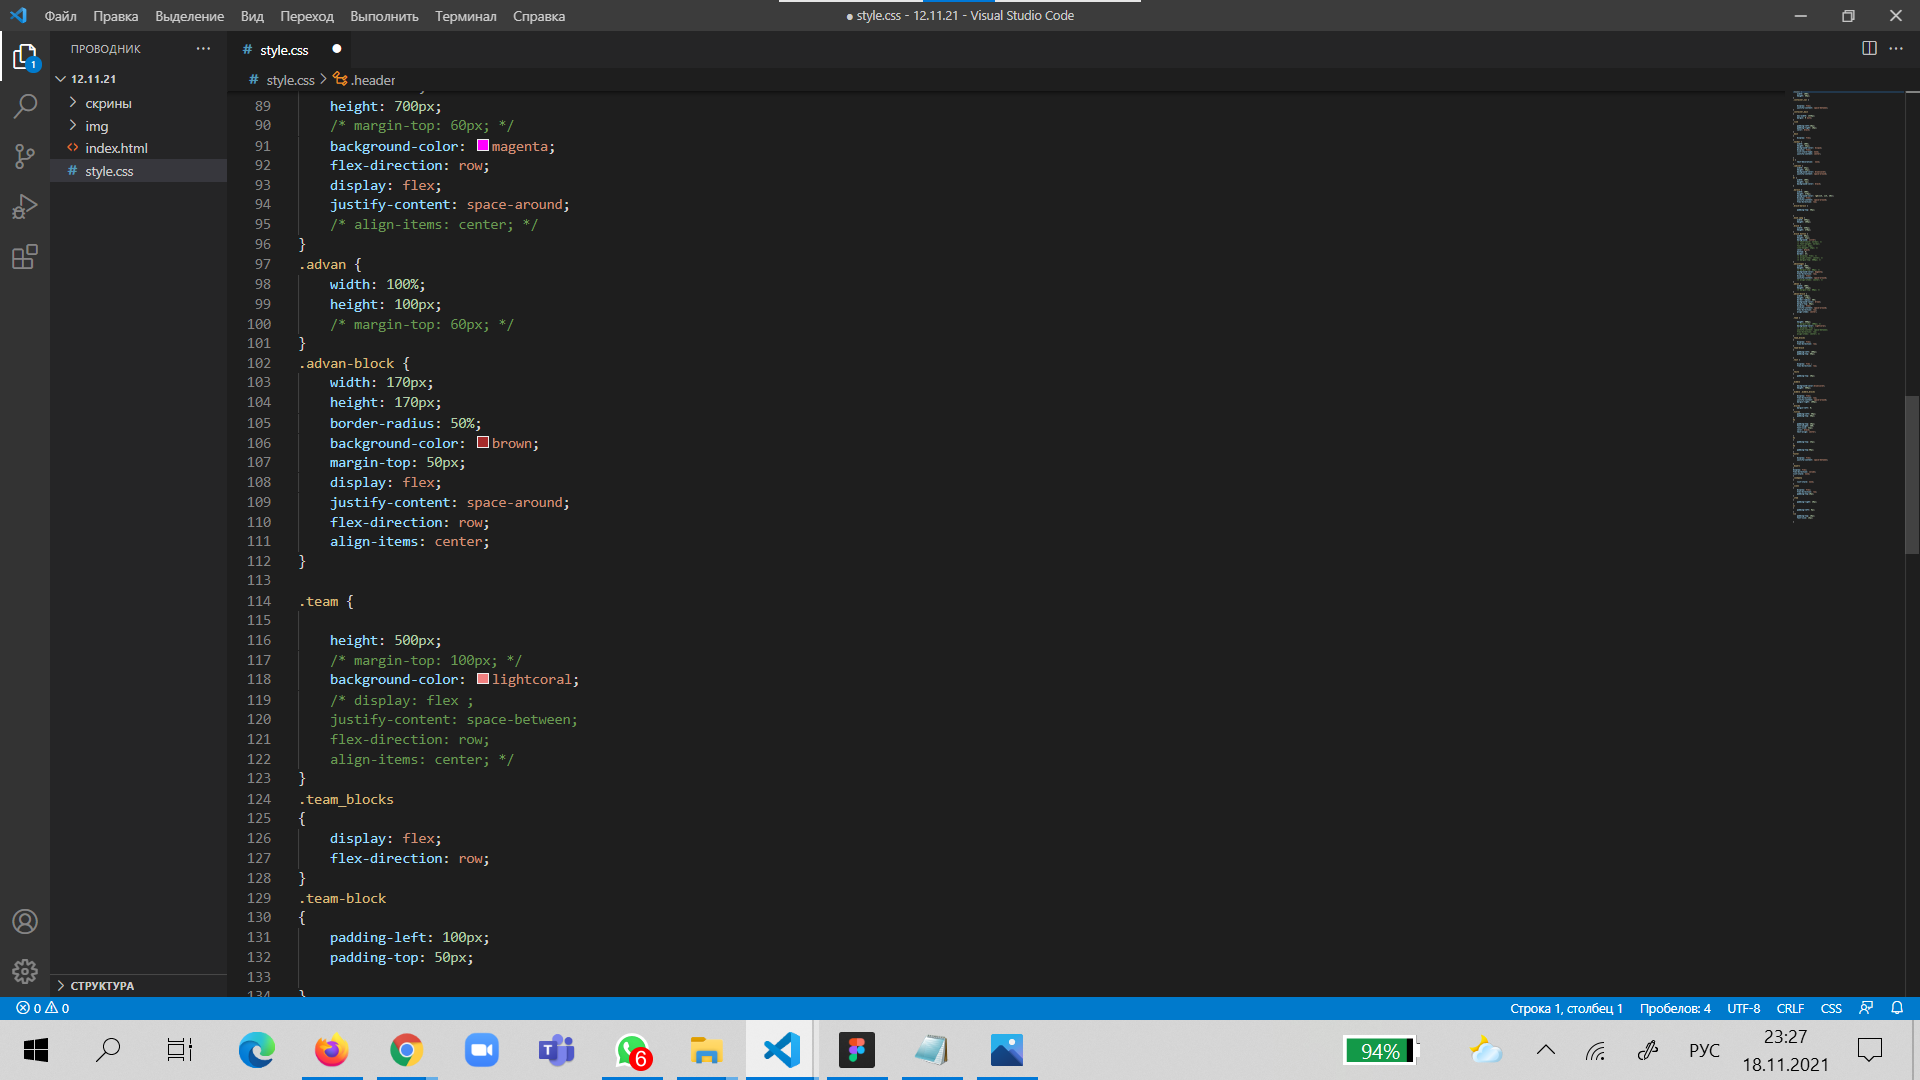 Файл Правка Выделение Вид Переход Выполнить Терминал Справка
● style.css - 12.11.21 - Visual Studio Code
ПРОВОДНИК
# style.css
12.11.21
# style.css > .header
скрины
img
index.html
# style.css
1
89 height: 700px;
90 /* margin-top: 60px; */
91 background-color: magenta;
92 flex-direction: row;
93 display: flex;
94 justify-content: space-around;
95 /* align-items: center; */
96 }
97 .advan {
98 width: 100%;
99 height: 100px;
100 /* margin-top: 60px; */
101 }
102 .advan-block {
103 width: 170px;
104 height: 170px;
105 border-radius: 50%;
106 background-color: brown;
107 margin-top: 50px;
108 display: flex;
109 justify-content: space-around;
110 flex-direction: row;
111 align-items: center;
112 }
113
114 .team {
115
116 height: 500px;
117 /* margin-top: 100px; */
118 background-color: lightcoral;
119 /* display: flex ;
120 justify-content: space-between;
121 flex-direction: row;
122 align-items: center; */
123 }
124 .team_blocks
125 {
126 display: flex;
127 flex-direction: row;
128 }
129 .team-block
130 {
131 padding-left: 100px;
132 padding-top: 50px;
133
134 }
СТРУКТУРА
0 0
Строка 1, столбец 1 Пробелов: 4 UTF-8 CRLF CSS
6
94%
РУС
23:27
18.11.2021